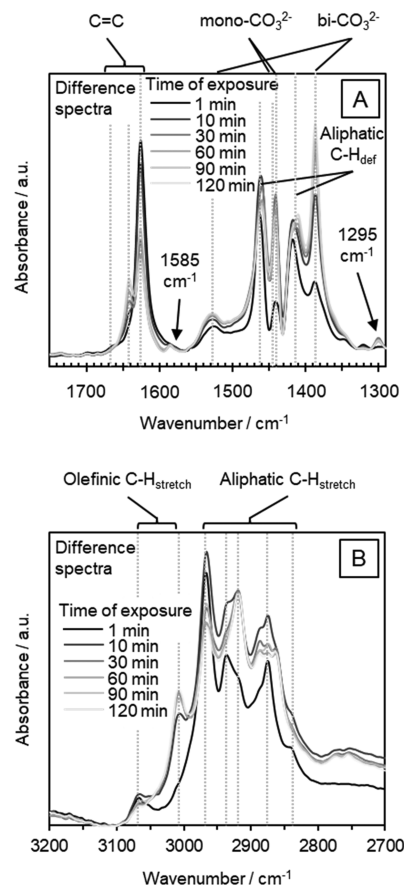 C=C
mono-CO₃²⁻
bi-CO₃²⁻
Difference
spectra
Time of exposure
1 min
10 min
30 min
60 min
90 min
120 min
A
Aliphatic
C-H_def
1585
cm⁻¹
1295
cm⁻¹
Absorbance / a.u.
1700 1600 1500 1400 1300
Wavenumber / cm⁻¹
Olefinic C-H_stretch
Aliphatic C-H_stretch
Difference
spectra
B
Time of exposure
1 min
10 min
30 min
60 min
90 min
120 min
Absorbance / a.u.
3200 3100 3000 2900 2800 2700
Wavenumber / cm⁻¹